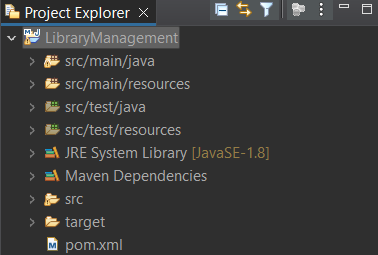 Project Explorer
LibraryManagement
src/main/java
src/main/resources
src/test/java
src/test/resources
JRE System Library [JavaSE-1.8]
Maven Dependencies
src
target
pom.xml